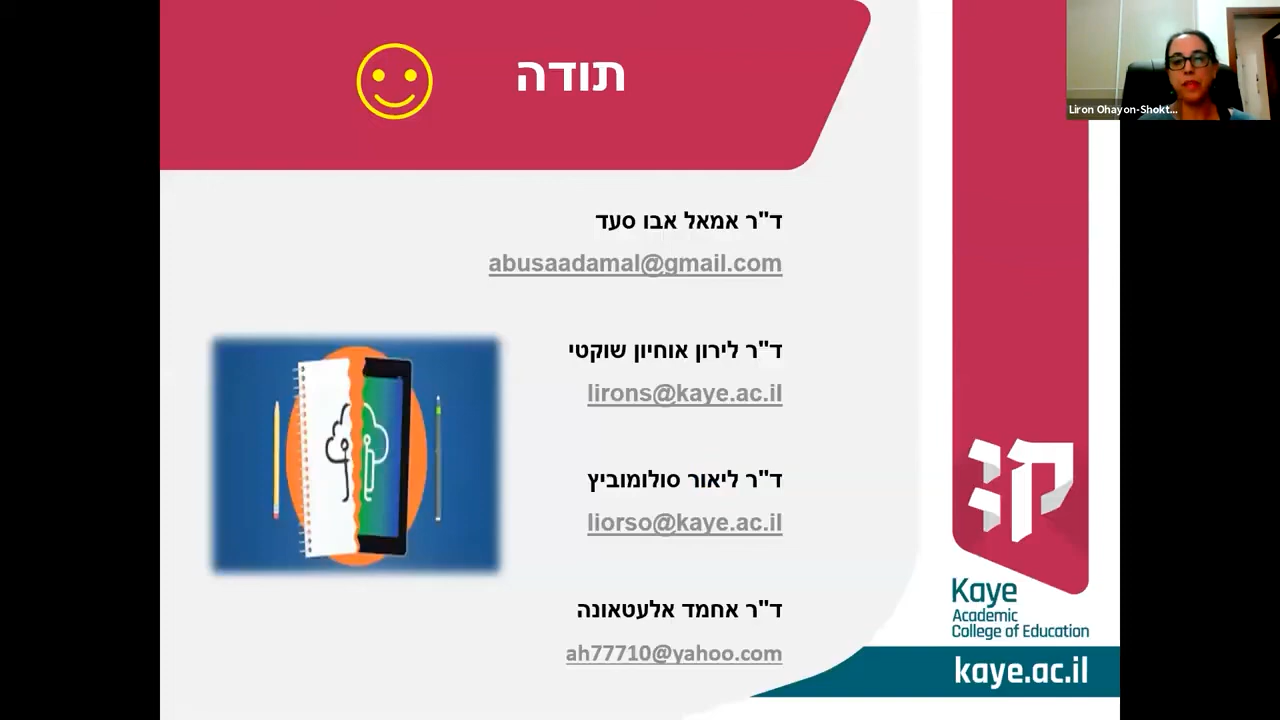 תודה
Liron Ohayon-Shokt...
ד"ר אמאל אבו סעד
abusaadamal@gmail.com
ד"ר לירון אוחיון שוקטי
lirons@kaye.ac.il
ד"ר ליאור סולומוביץ
liorso@kaye.ac.il
ד"ר אחמד אלעטאונה
ah77710@yahoo.com
Kaye
Academic
College of Education
kaye.ac.il